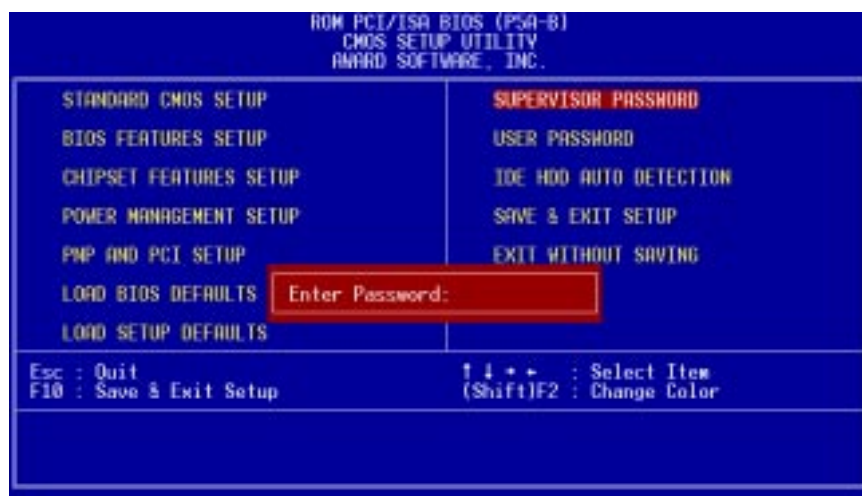 ROM PCI/ISA BIOS (P5A-B)
CMOS SETUP UTILITY
AWARD SOFTWARE, INC.
STANDARD CMOS SETUP
BIOS FEATURES SETUP
CHIPSET FEATURES SETUP
POWER MANAGEMENT SETUP
PNP AND PCI SETUP
LOAD BIOS DEFAULTS
LOAD SETUP DEFAULTS
SUPERVISOR PASSWORD
USER PASSWORD
IDE HDD AUTO DETECTION
SAVE & EXIT SETUP
EXIT WITHOUT SAVING
Enter Password:
Esc : Quit
F10 : Save & Exit Setup
↑ ↓ → ← : Select Item
(Shift)F2 : Change Color